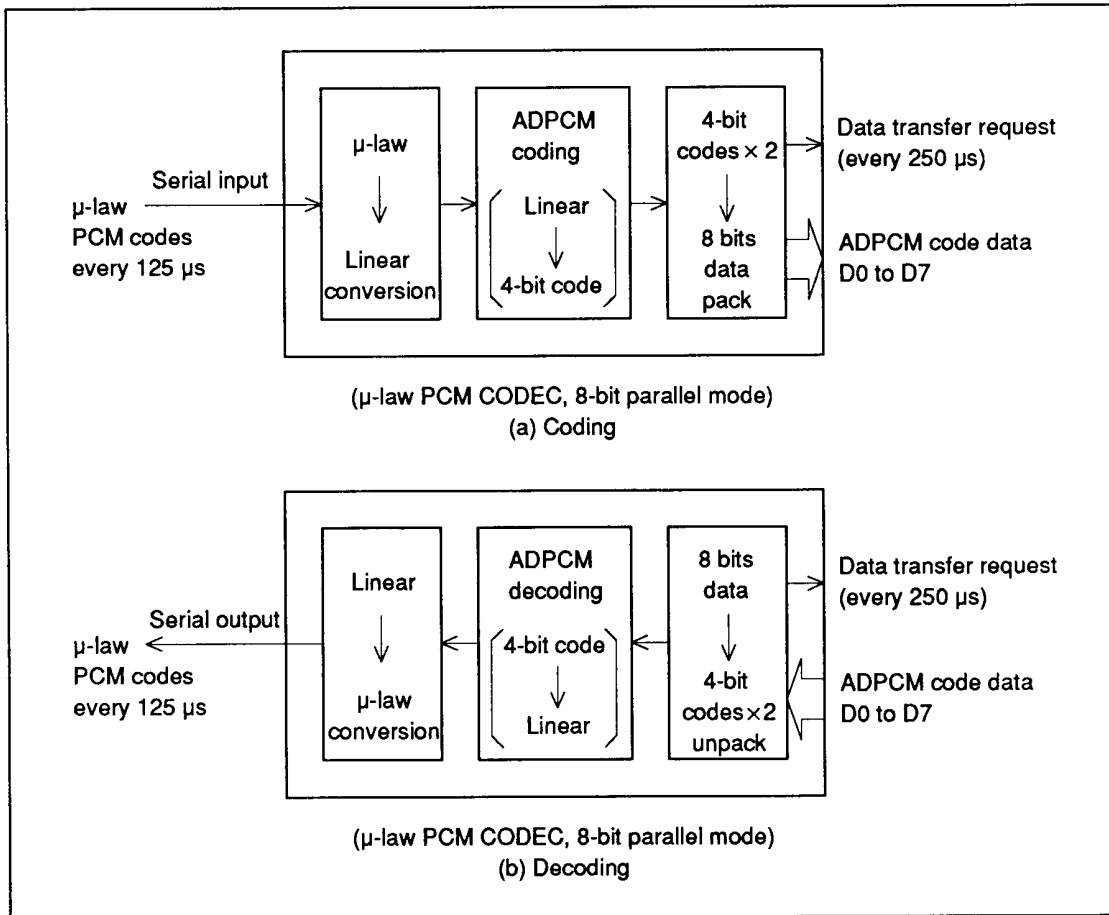 Serial input
µ-law
PCM codes
every 125 µs
µ-law
Linear
conversion
ADPCM
coding
Linear
4-bit code
4-bit
codes × 2
8 bits
data
pack
Data transfer request
(every 250 µs)
ADPCM code data
D0 to D7
(µ-law PCM CODEC, 8-bit parallel mode)
(a) Coding
Serial output
µ-law
PCM codes
every 125 µs
Linear
µ-law
conversion
ADPCM
decoding
4-bit code
Linear
8 bits
data
4-bit
codes×2
unpack
Data transfer request
(every 250 µs)
ADPCM code data
D0 to D7
(µ-law PCM CODEC, 8-bit parallel mode)
(b) Decoding